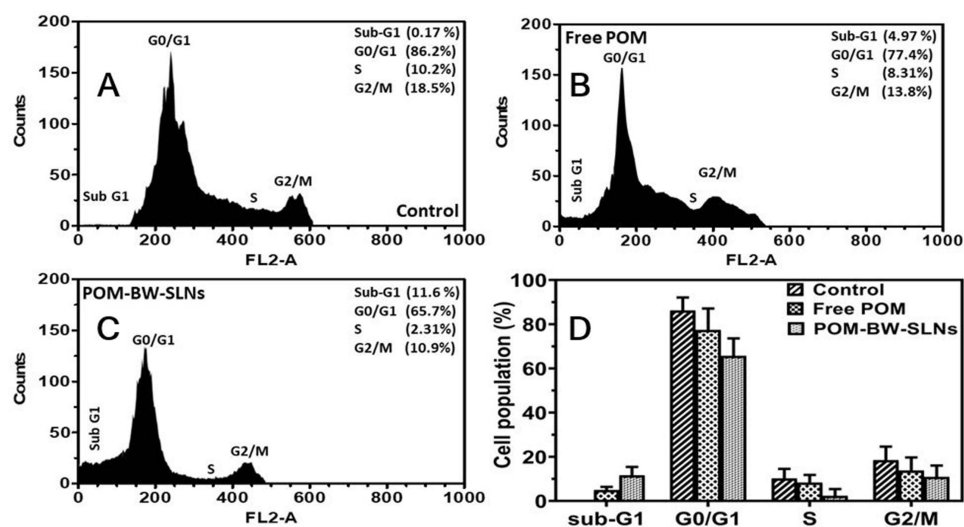 A
G0/G1
Sub-G1 (0.17 %)
G0/G1 (86.2%)
S (10.2%)
G2/M (18.5%)
Sub G1
S
G2/M
Control
Counts
200
150
100
50
0
0 200 400 600 800 1000
FL2-A
B
Free POM
G0/G1
Sub-G1 (4.97 %)
G0/G1 (77.4%)
S (8.31%)
G2/M (13.8%)
Sub G1
S
G2/M
Counts
200
150
100
50
0
0 200 400 600 800 1000
FL2-A
POM-BW-SLNs
C
G0/G1
Sub-G1 (11.6 %)
G0/G1 (65.7%)
S (2.31%)
G2/M (10.9%)
Sub G1
S
G2/M
Counts
200
150
100
50
0
0 200 400 600 800 1000
FL2-A
D
Control
Free POM
POM-BW-SLNs
Cell population (%)
100
80
60
40
20
0
sub-G1 G0/G1 S G2/M